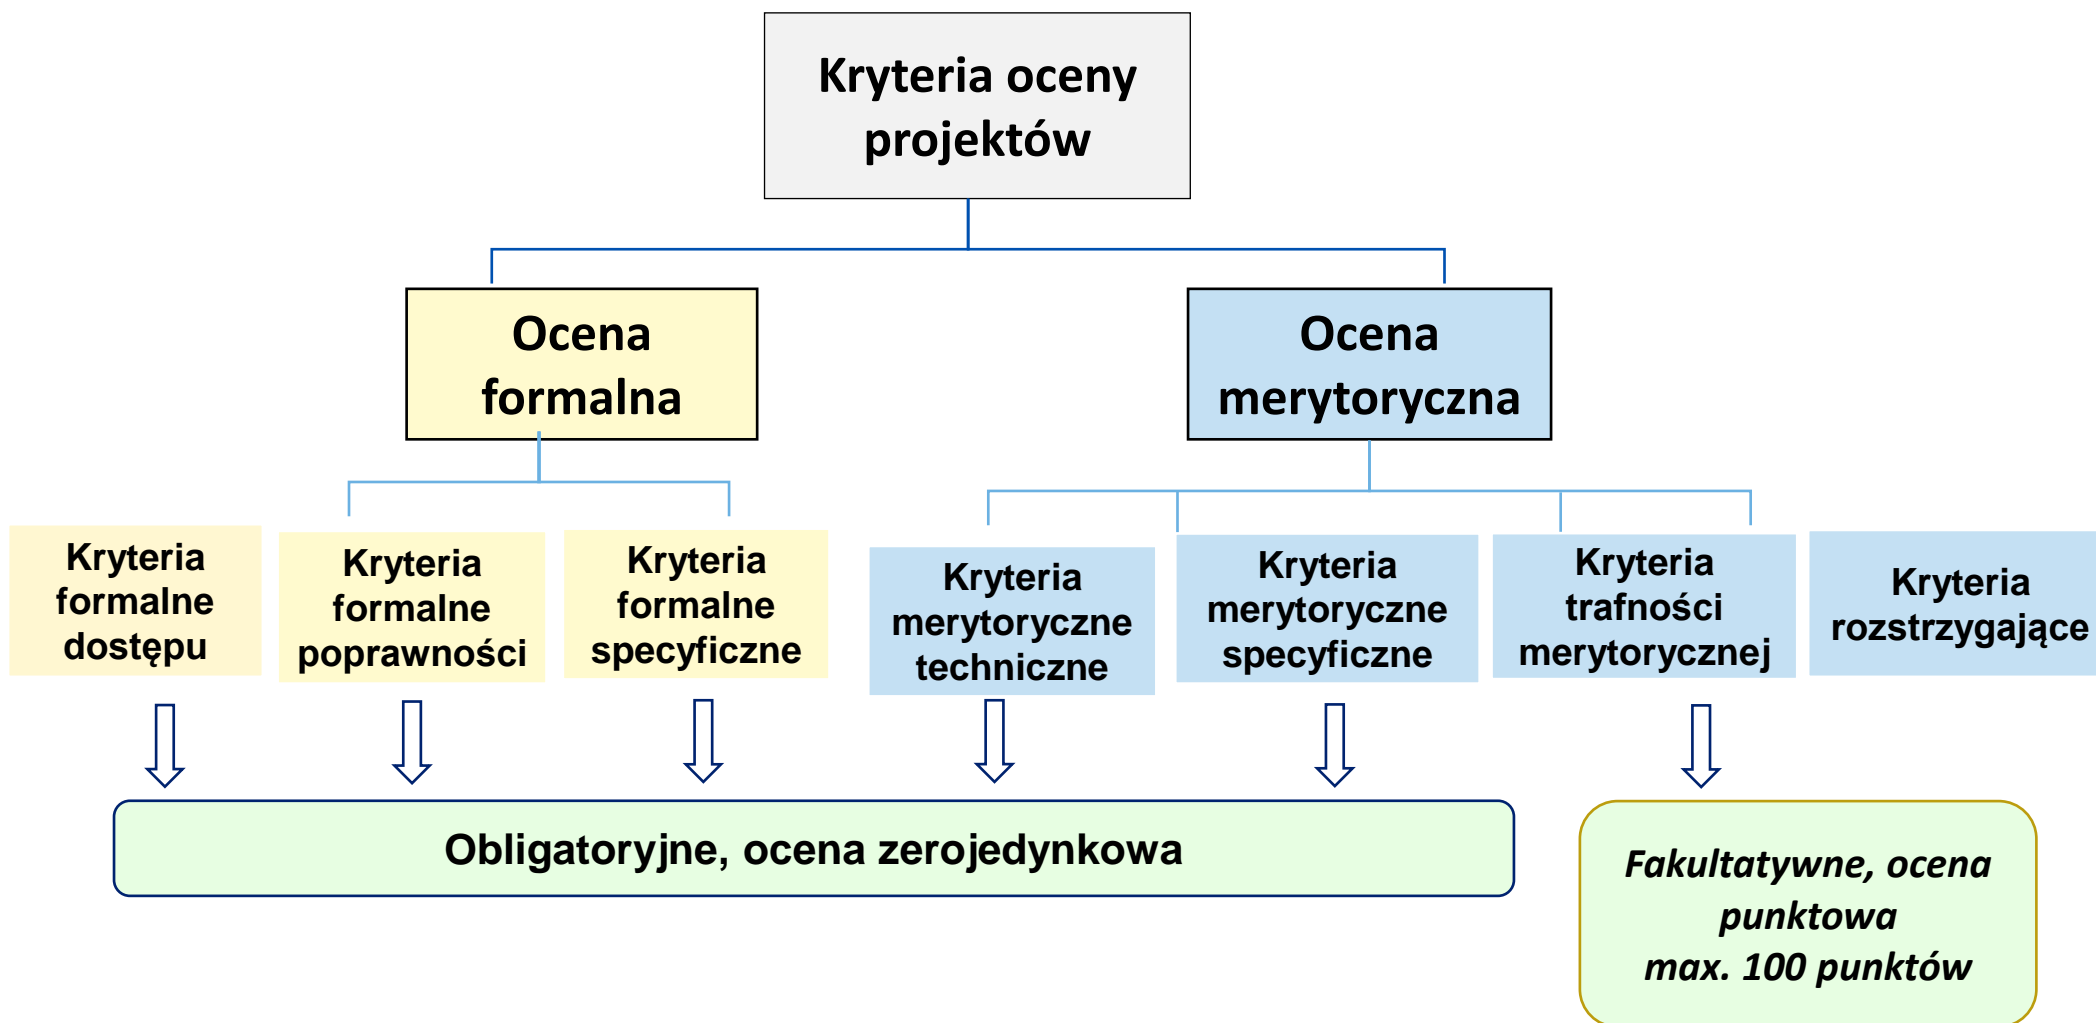 Kryteria oceny
projektów
Ocena
formalna
Ocena
merytoryczna
Kryteria
formalne
dostępu
Kryteria
formalne
poprawności
Kryteria
formalne
specyficzne
Kryteria
merytoryczne
techniczne
Kryteria
merytoryczne
specyficzne
Kryteria
trafności
merytorycznej
Kryteria
rozstrzygające
Obligatoryjne, ocena zerojedynkowa
Fakultatywne, ocena
punktowa
max. 100 punktów